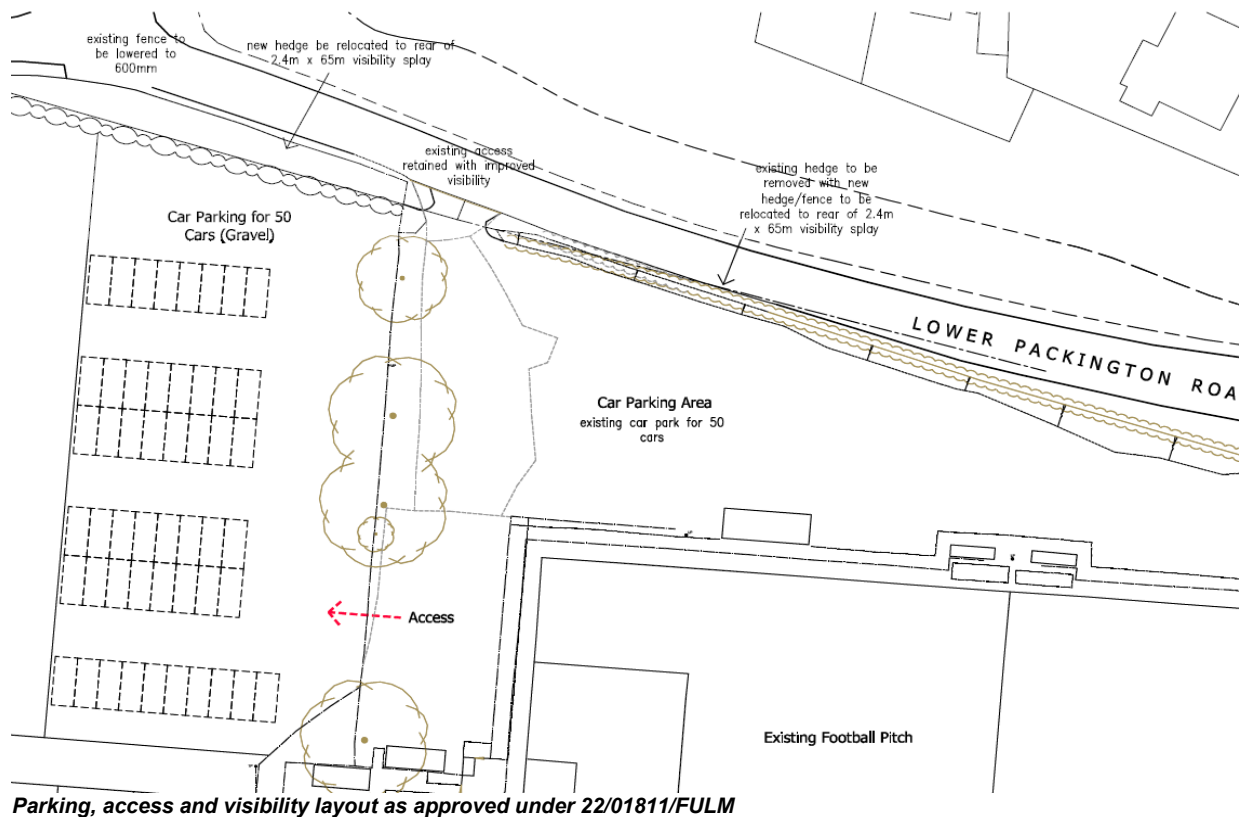 existing fence to
be lowered to
600mm
new hedge be relocated to rear of
2.4m x 65m visibility splay
existing access
retained with improved
visibility
existing hedge to be
removed with new
hedge/fence to be
relocated to rear of 2.4m
x 65m visibility splay
Car Parking for 50
Cars (Gravel)
LOWER PACKINGTON ROA
Car Parking Area
existing car park for 50
cars
Access
Existing Football Pitch
Parking, access and visibility layout as approved under 22/01811/FULM